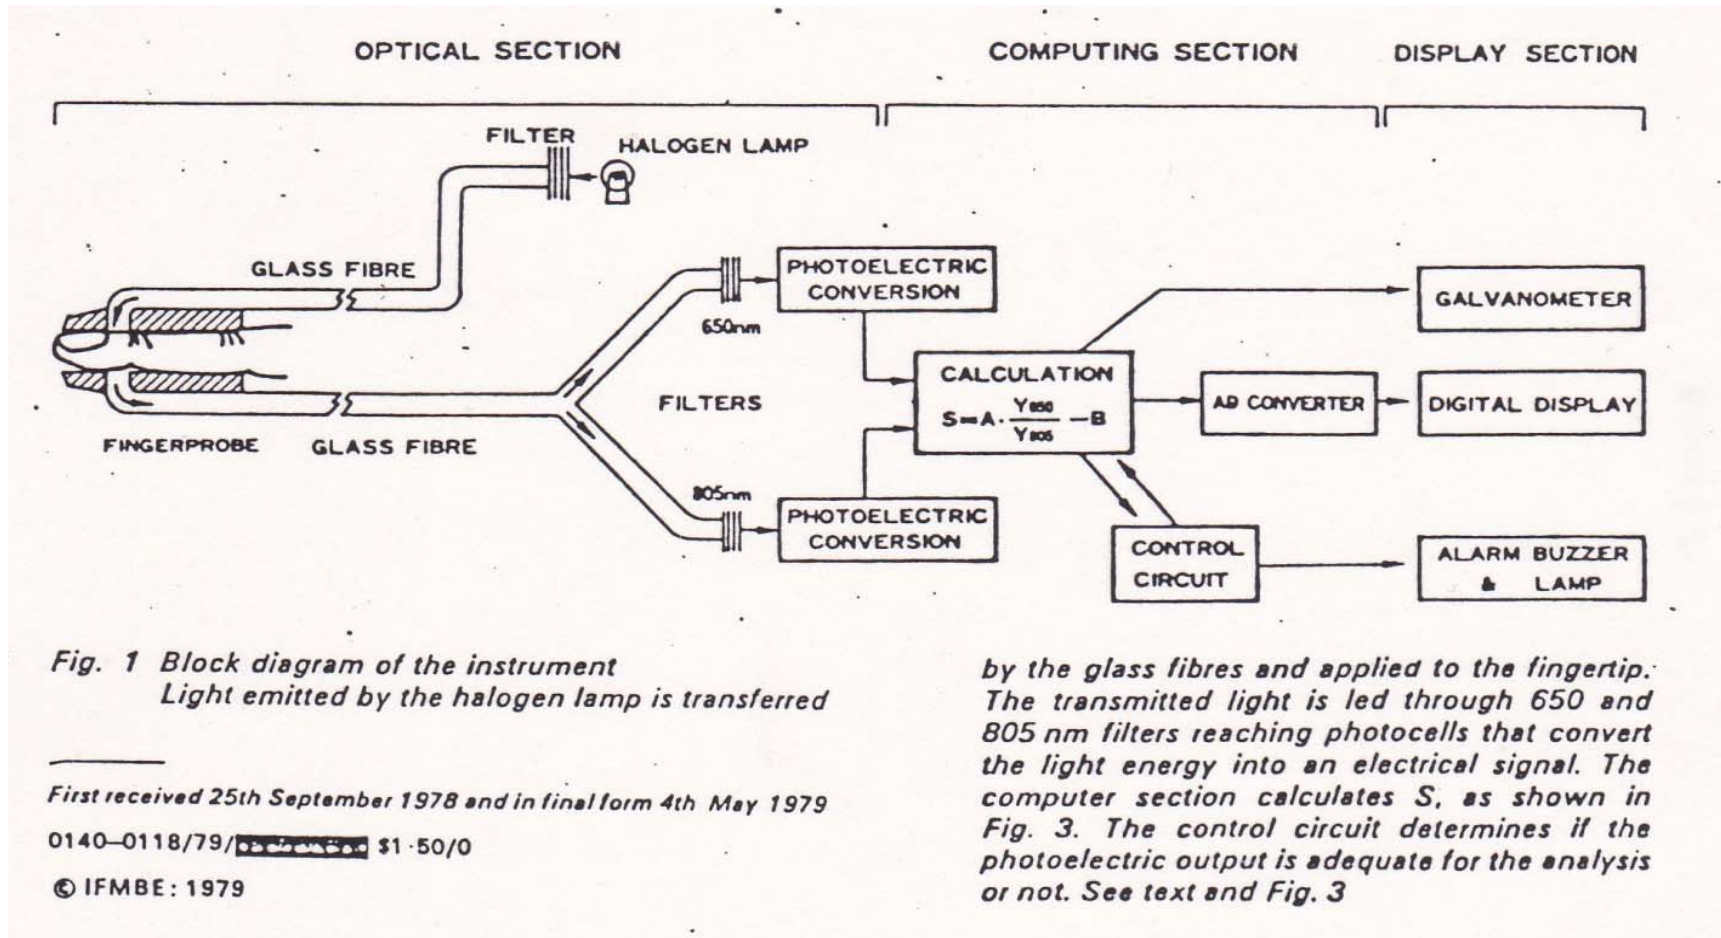 OPTICAL SECTION
COMPUTING SECTION
DISPLAY SECTION
FILTER
HALOGEN LAMP
GLASS FIBRE
PHOTOELECTRIC
CONVERSION
650nm
GALVANOMETER
CALCULATION
S=A·Y650/Y805−B
AD CONVERTER
DIGITAL DISPLAY
FILTERS
FINGERPROBE
GLASS FIBRE
805nm
PHOTOELECTRIC
CONVERSION
CONTROL
CIRCUIT
ALARM BUZZER
& LAMP
Fig. 1 Block diagram of the instrument
Light emitted by the halogen lamp is transferred
by the glass fibres and applied to the fingertip.
The transmitted light is led through 650 and
805 nm filters reaching photocells that convert
the light energy into an electrical signal. The
computer section calculates S, as shown in
Fig. 3. The control circuit determines if the
photoelectric output is adequate for the analysis
or not. See text and Fig. 3
First received 25th September 1978 and in final form 4th May 1979
0140–0118/79/ $1·50/0
© IFMBE: 1979